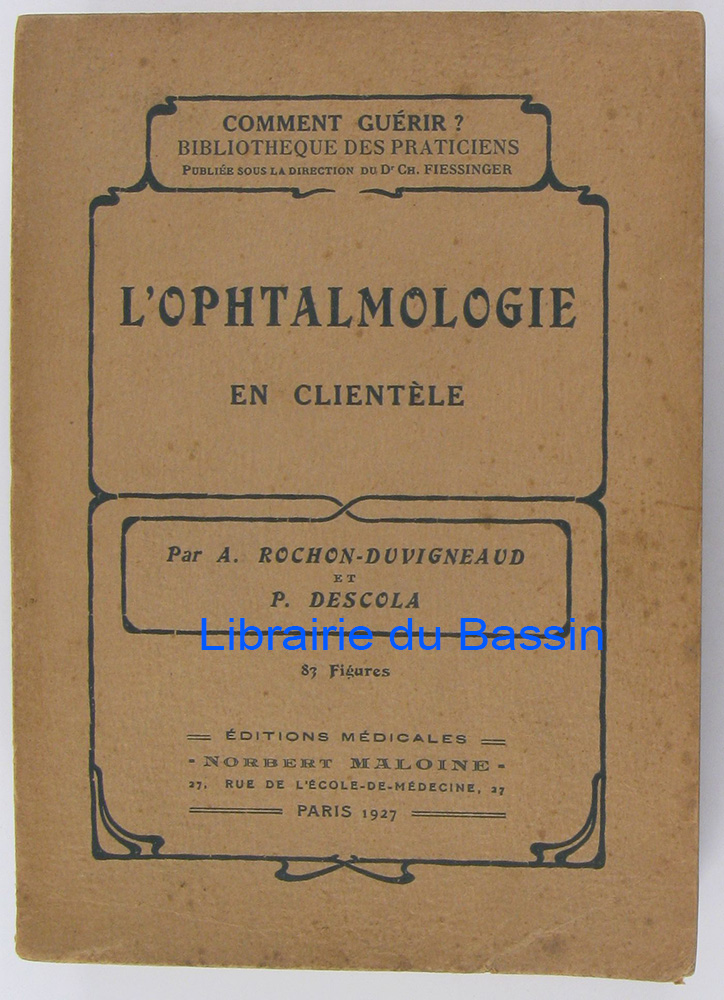 COMMENT GUÉRIR ?
BIBLIOTHEQUE DES PRATICIENS
PUBLIÉE SOUS LA DIRECTION DU Dr CH. FIESSINGER
L'OPHTALMOLOGIE
EN CLIENTÈLE
Par A. ROCHON-DUVIGNEAUD
ET
P. DESCOLA
Librairie du Bassin
83 Figures
ÉDITIONS MÉDICALES
- NORBERT MALOINE -
27, RUE DE L'ÉCOLE-DE-MÉDECINE, 27
PARIS 1927